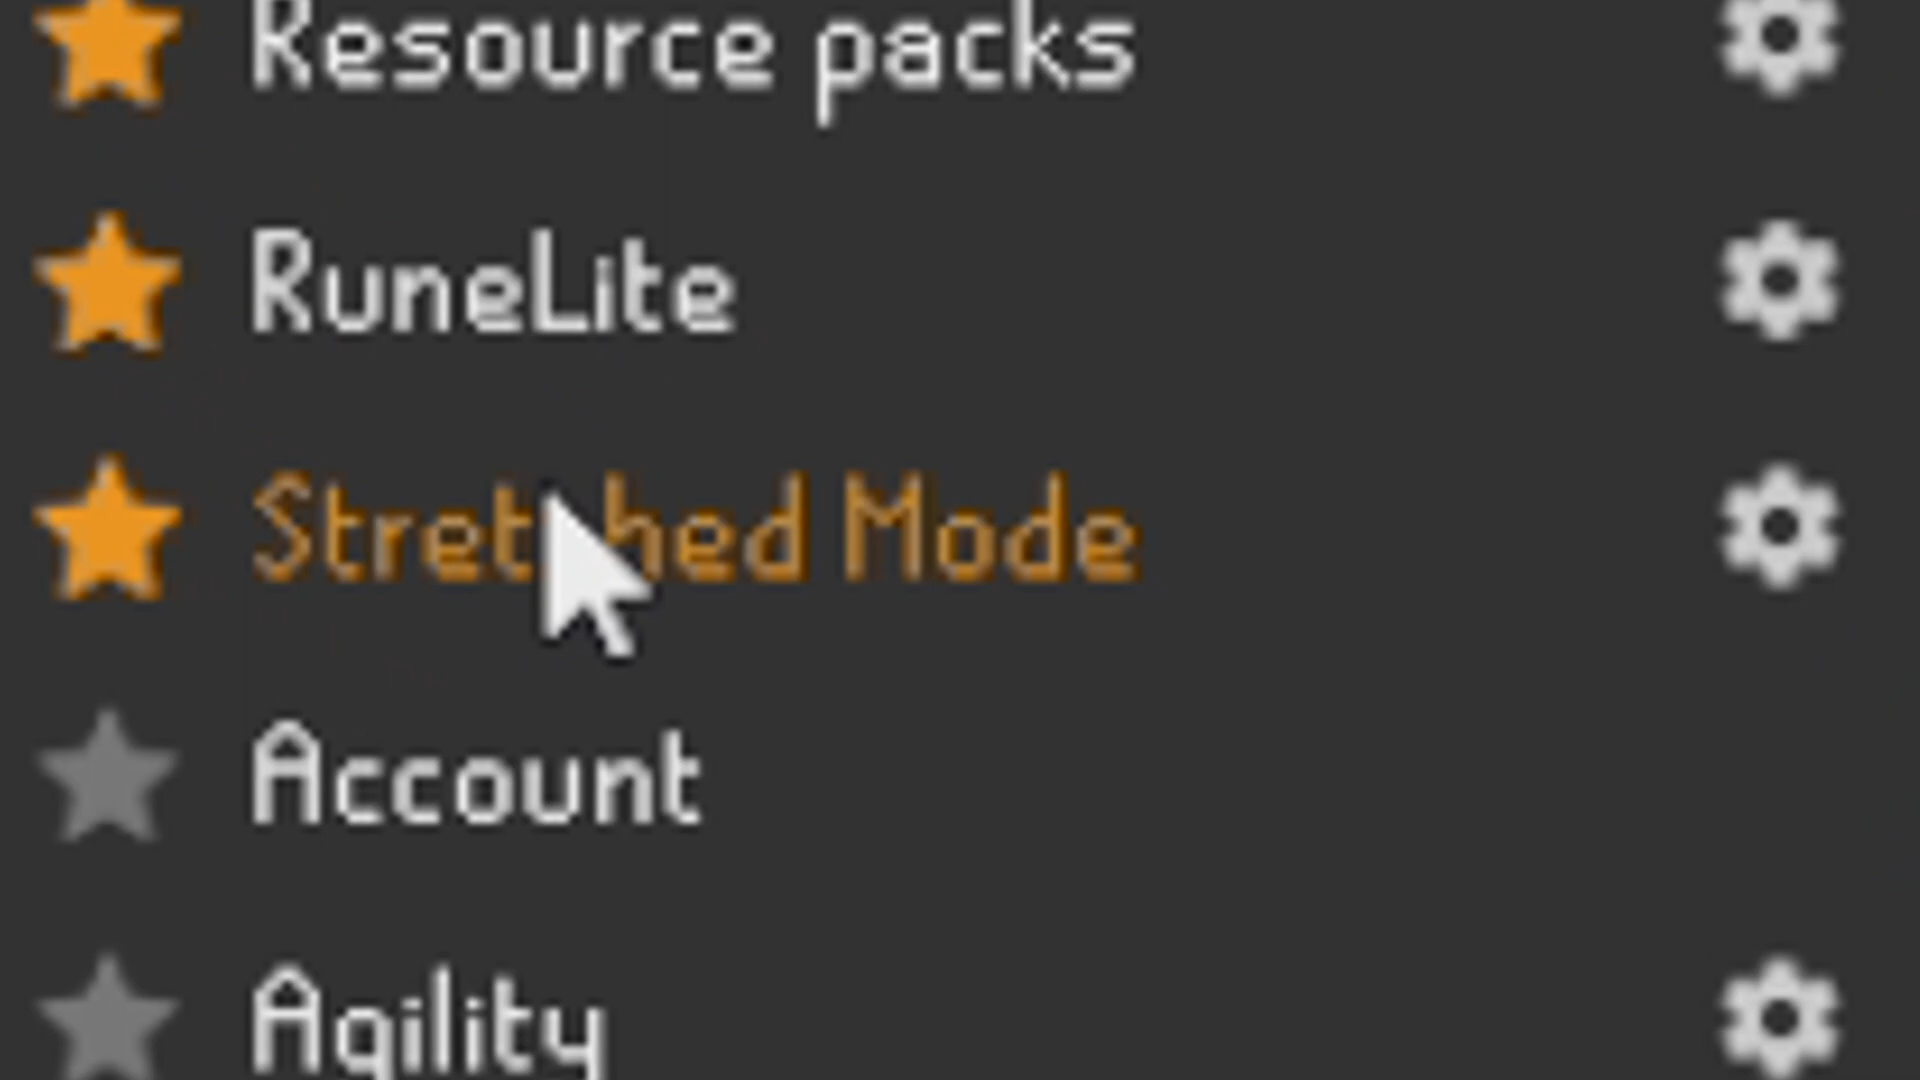 Resource packs
RuneLite
Stretched Mode
Account
Agility